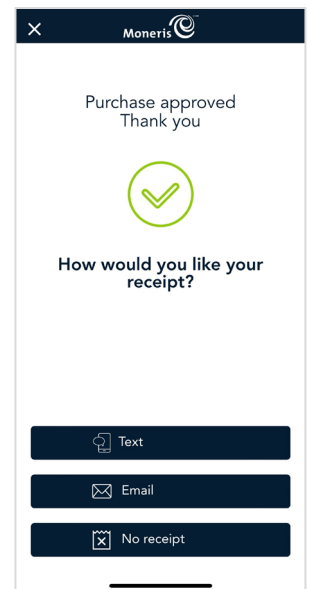 Moneris
Purchase approved
Thank you
How would you like your
receipt?
Text
Email
No receipt